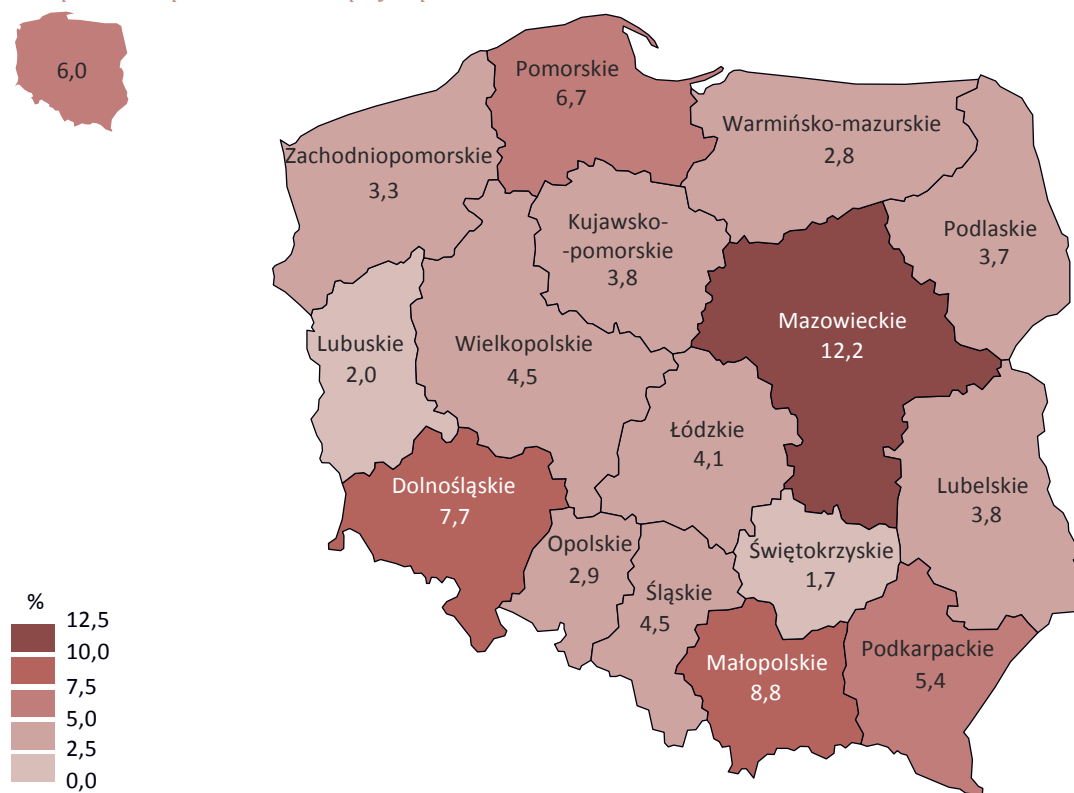 6,0
Pomorskie
6,7
Warmińsko-mazurskie
2,8
Zachodniopomorskie
3,3
Kujawsko-
-pomorskie
3,8
Podlaskie
3,7
Mazowieckie
12,2
Lubuskie
2,0
Wielkopolskie
4,5
Łódzkie
4,1
Dolnośląskie
7,7
Lubelskie
3,8
Opolskie
2,9
Świętokrzyskie
1,7
Śląskie
4,5
Małopolskie
8,8
Podkarpackie
5,4
%
12,5
10,0
7,5
5,0
2,5
0,0